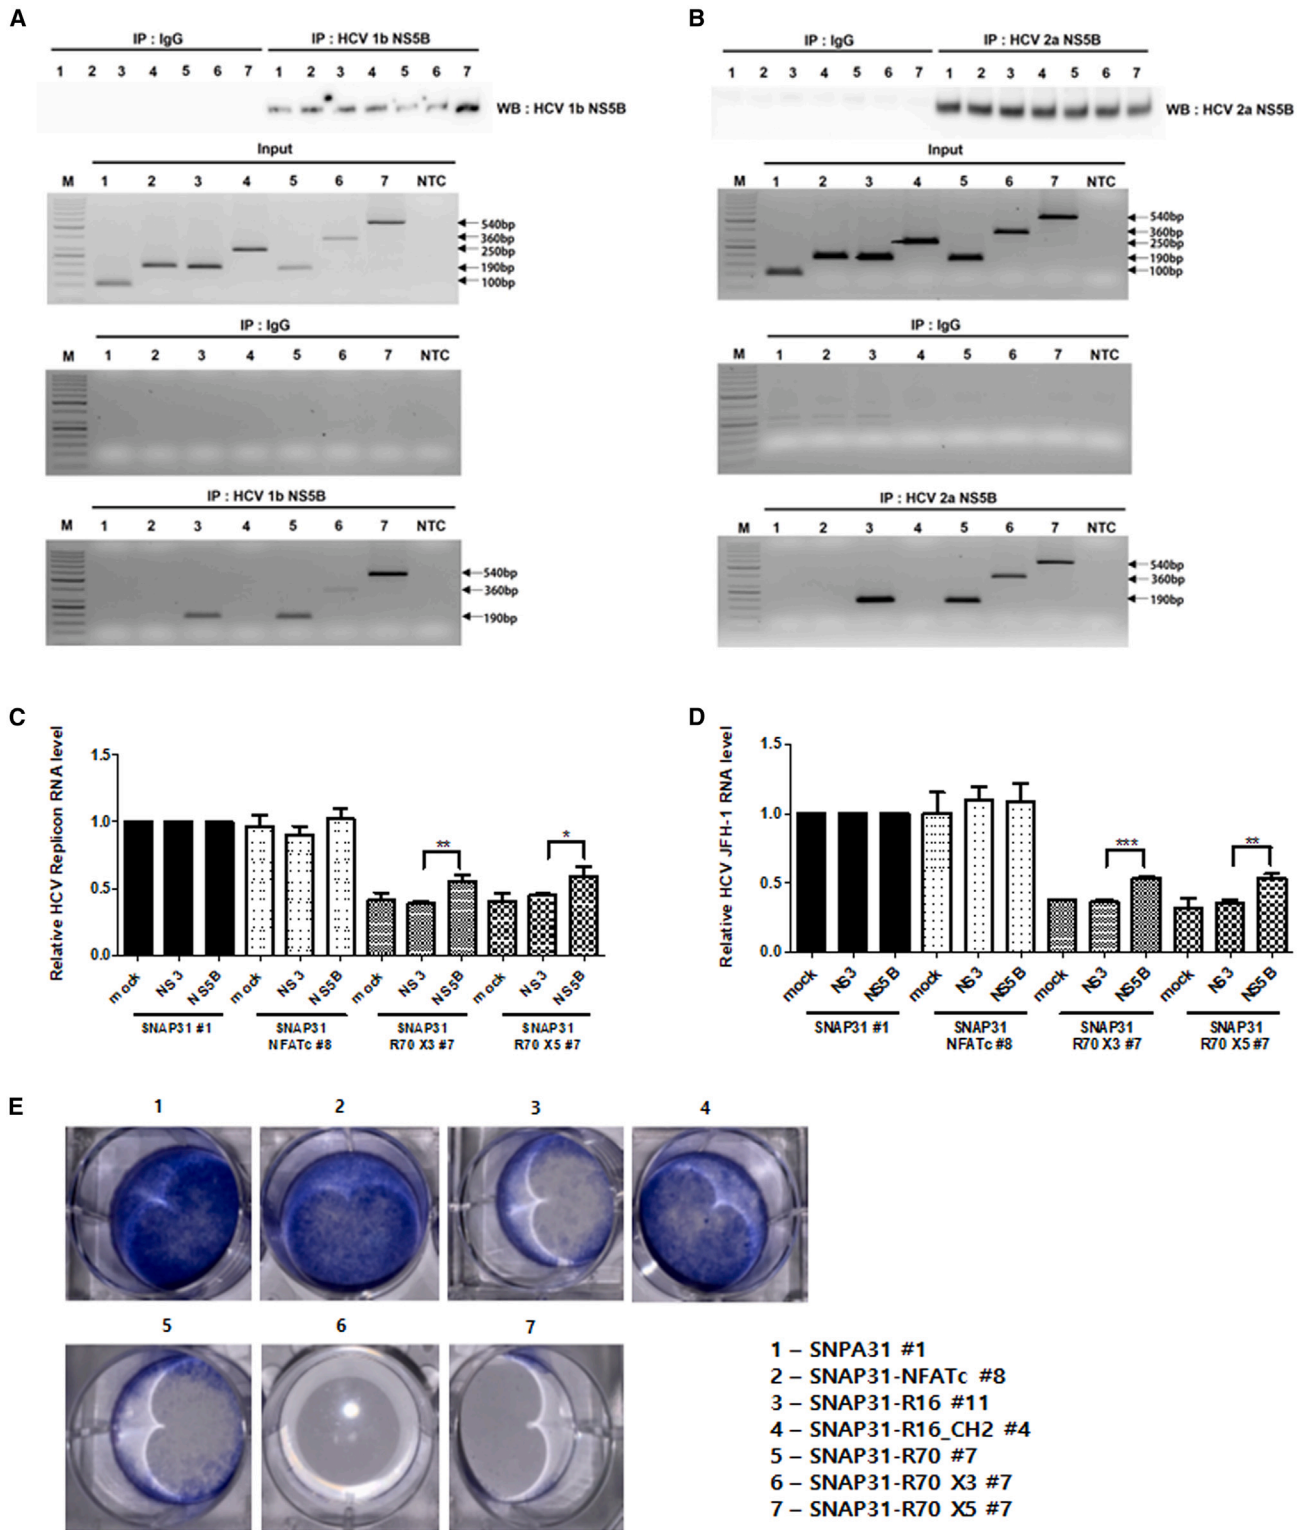 A
IP : IgG IP : HCV 1b NS5B
1 2 3 4 5 6 7 1 2 3 4 5 6 7
WB : HCV 1b NS5B
Input
M 1 2 3 4 5 6 7 NTC
540bp
360bp
250bp
190bp
100bp
IP : IgG
M 1 2 3 4 5 6 7 NTC
IP : HCV 1b NS5B
M 1 2 3 4 5 6 7 NTC
540bp
360bp
190bp
B
IP : IgG IP : HCV 2a NS5B
1 2 3 4 5 6 7 1 2 3 4 5 6 7
WB : HCV 2a NS5B
Input
M 1 2 3 4 5 6 7 NTC
540bp
360bp
250bp
190bp
100bp
IP : IgG
M 1 2 3 4 5 6 7 NTC
IP : HCV 2a NS5B
M 1 2 3 4 5 6 7 NTC
540bp
360bp
190bp
C
Relative HCV Replicon RNA level
1.5
1.0
0.5
0.0
** *
mock NS3 NS5B mock NS3 NS5B mock NS3 NS5B mock NS3 NS5B
SNAP31 #1 SNAP31 SNAP31 SNAP31
NFATc #8 R70 X3 #7 R70 X5 #7
D
Relative HCV JFH-1 RNA level
1.5
1.0
0.5
0.0
*** **
mock NS3 NS5B mock NS3 NS5B mock NS3 NS5B mock NS3 NS5B
SNAP31 #1 SNAP31 SNAP31 SNAP31
NFATc #8 R70 X3 #7 R70 X5 #7
E
1 2 3 4
5 6 7
1 – SNPA31 #1
2 – SNAP31-NFATc #8
3 – SNAP31-R16 #11
4 – SNAP31-R16_CH2 #4
5 – SNAP31-R70 #7
6 – SNAP31-R70 X3 #7
7 – SNAP31-R70 X5 #7